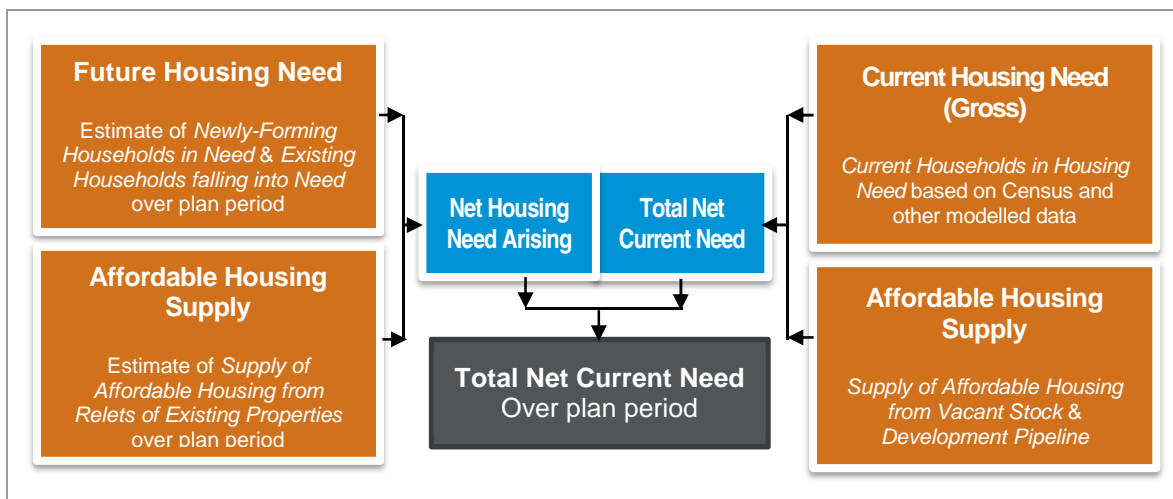 Future Housing Need
Estimate of Newly-Forming
Households in Need & Existing
Households falling into Need
over plan period
Affordable Housing
Supply
Estimate of Supply of
Affordable Housing from
Relets of Existing Properties
over plan period
Net Housing
Need Arising
Total Net
Current Need
Total Net Current Need
Over plan period
Current Housing Need
(Gross)
Current Households in Housing
Need based on Census and
other modelled data
Affordable Housing
Supply
Supply of Affordable Housing
from Vacant Stock &
Development Pipeline